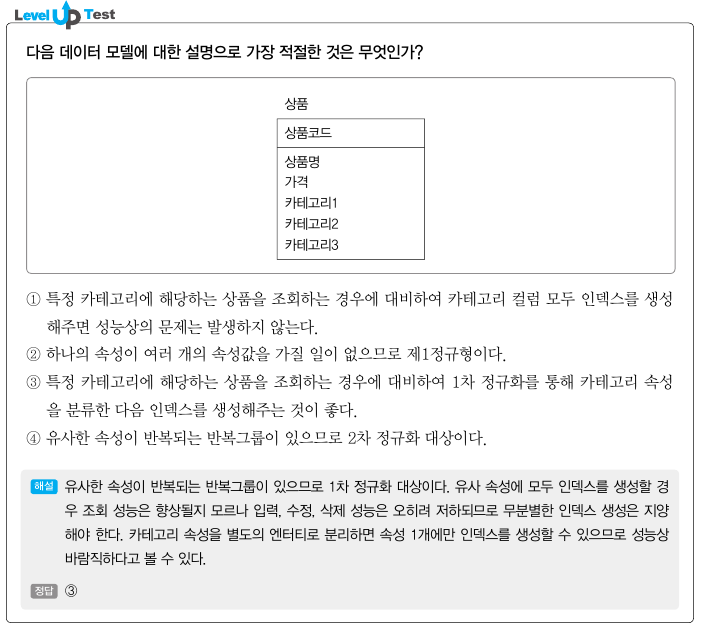 Level Up Test
다음 데이터 모델에 대한 설명으로 가장 적절한 것은 무엇인가?
상품
상품코드
상품명
가격
카테고리1
카테고리2
카테고리3
① 특정 카테고리에 해당하는 상품을 조회하는 경우에 대비하여 카테고리 컬럼 모두 인덱스를 생성
해주면 성능상의 문제는 발생하지 않는다.
② 하나의 속성이 여러 개의 속성값을 가질 일이 없으므로 제1정규형이다.
③ 특정 카테고리에 해당하는 상품을 조회하는 경우에 대비하여 1차 정규화를 통해 카테고리 속성
을 분류한 다음 인덱스를 생성해주는 것이 좋다.
④ 유사한 속성이 반복되는 반복그룹이 있으므로 2차 정규화 대상이다.
해설 유사한 속성이 반복되는 반복그룹이 있으므로 1차 정규화 대상이다. 유사 속성에 모두 인덱스를 생성할 경
우 조회 성능은 향상될지 모르나 입력, 수정, 삭제 성능은 오히려 저하되므로 무분별한 인덱스 생성은 지양
해야 한다. 카테고리 속성을 별도의 엔터티로 분리하면 속성 1개에만 인덱스를 생성할 수 있으므로 성능상
바람직하다고 볼 수 있다.
정답 ③